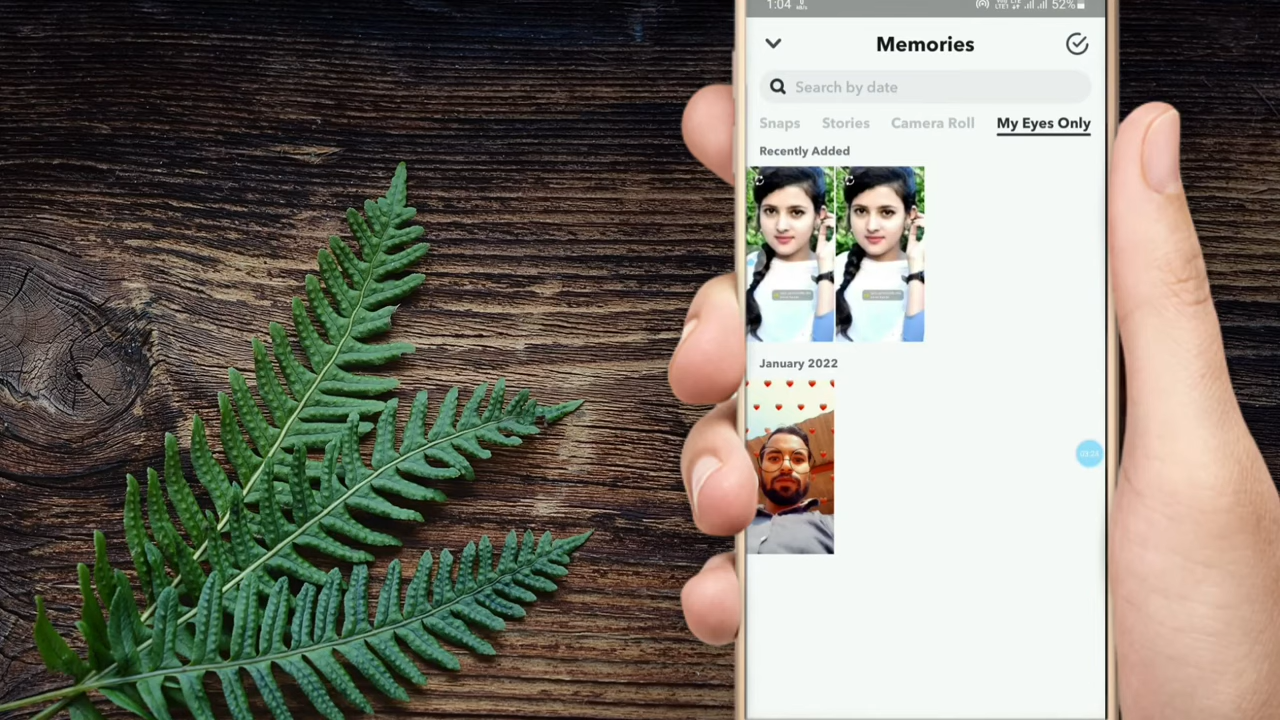 1:04
52%
Memories
Search by date
Snaps Stories Camera Roll My Eyes Only
Recently Added
January 2022